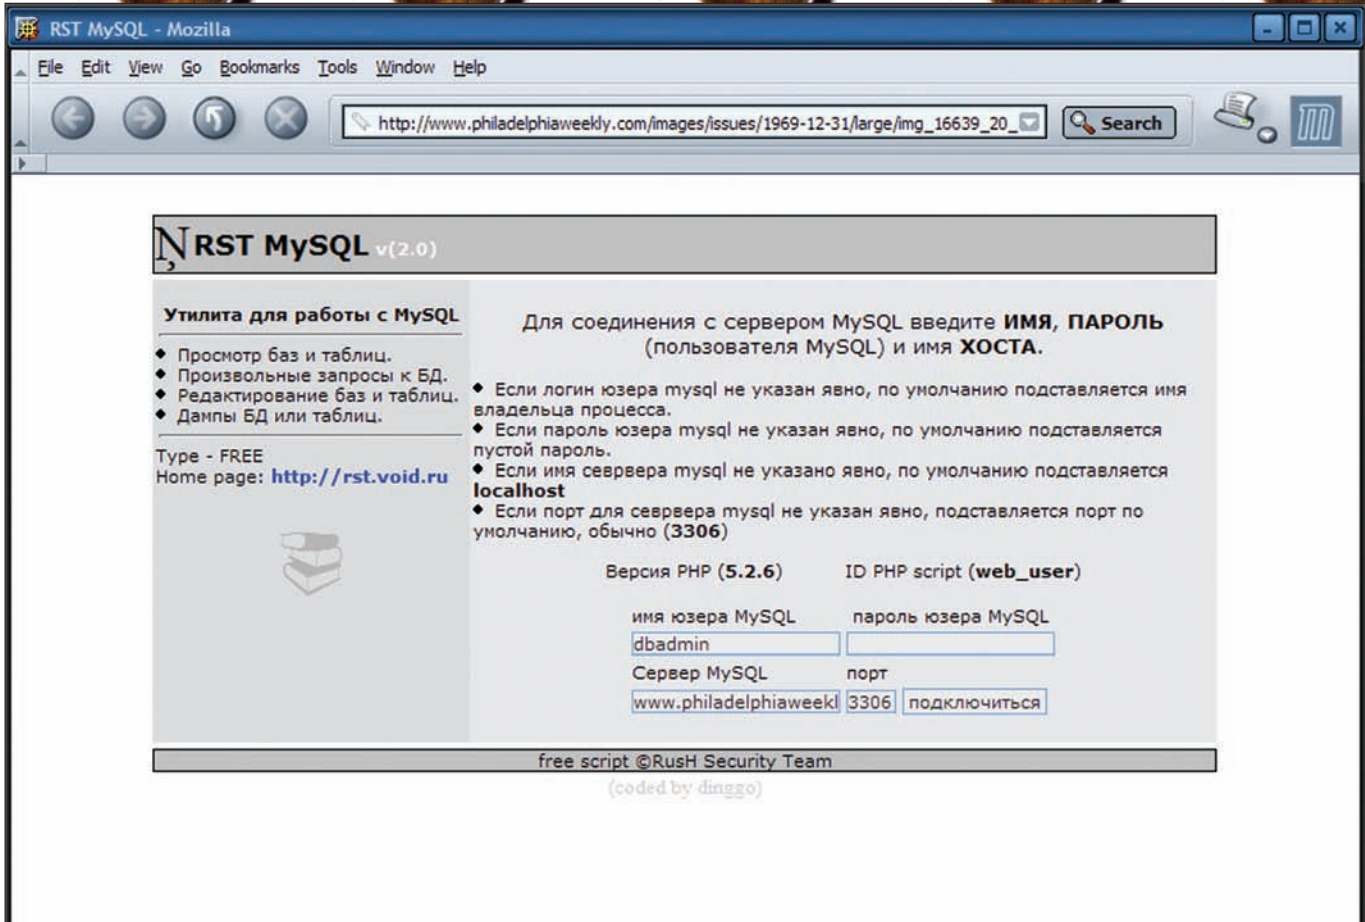 RST MySQL - Mozilla
File Edit View Go Bookmarks Tools Window Help
http://www.philadelphiaweekly.com/images/issues/1969-12-31/large/img_16639_20_ Search
Ņ RST MySQL v(2.0)
Утилита для работы с MySQL
Просмотр баз и таблиц.
Произвольные запросы к БД.
Редактирование баз и таблиц.
Дампы БД или таблиц.
Type - FREE
Home page: http://rst.void.ru
Для соединения с сервером MySQL введите ИМЯ, ПАРОЛЬ
(пользователя MySQL) и имя ХОСТА.
Если логин юзера mysql не указан явно, по умолчанию подставляется имя
владельца процесса.
Если пароль юзера mysql не указан явно, по умолчанию подставляется
пустой пароль.
Если имя севрвера mysql не указано явно, по умолчанию подставляется
localhost
Если порт для севрвера mysql не указан явно, подставляется порт по
умолчанию, обычно (3306)
Версия PHP (5.2.6) ID PHP script (web_user)
имя юзера MySQL пароль юзера MySQL
dbadmin
Сервер MySQL порт
www.philadelphiaweekl 3306 подключиться
free script ©RusH Security Team
(coded by dinggo)